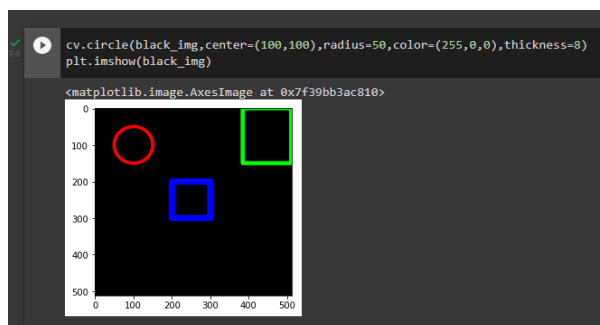 cv.circle(black_img,center=(100,100),radius=50,color=(255,0,0),thickness=8)
plt.imshow(black_img)
<matplotlib.image.AxesImage at 0x7f39bb3ac810>
0
100
200
300
400
500
0 100 200 300 400 500